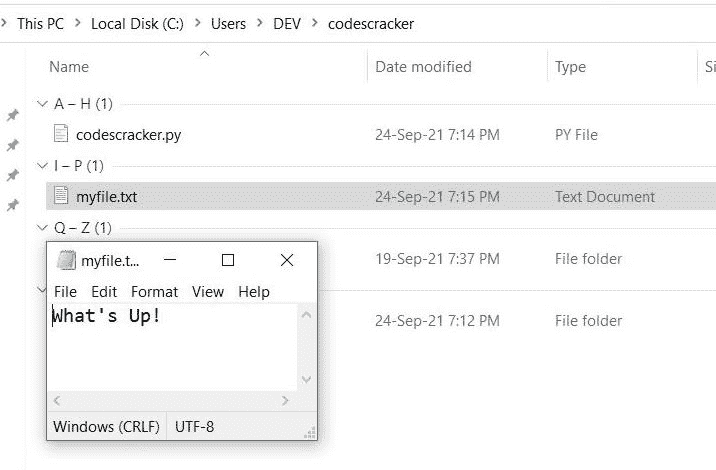 This PC > Local Disk (C:) > Users > DEV > codescracker
Name Date modified Type Si
A – H (1)
codescracker.py 24-Sep-21 7:14 PM PY File
I – P (1)
myfile.txt 24-Sep-21 7:15 PM Text Document
Q – Z (1)
19-Sep-21 7:37 PM File folder
24-Sep-21 7:12 PM File folder
myfile.t...
File Edit Format View Help
What's Up!
Windows (CRLF) UTF-8